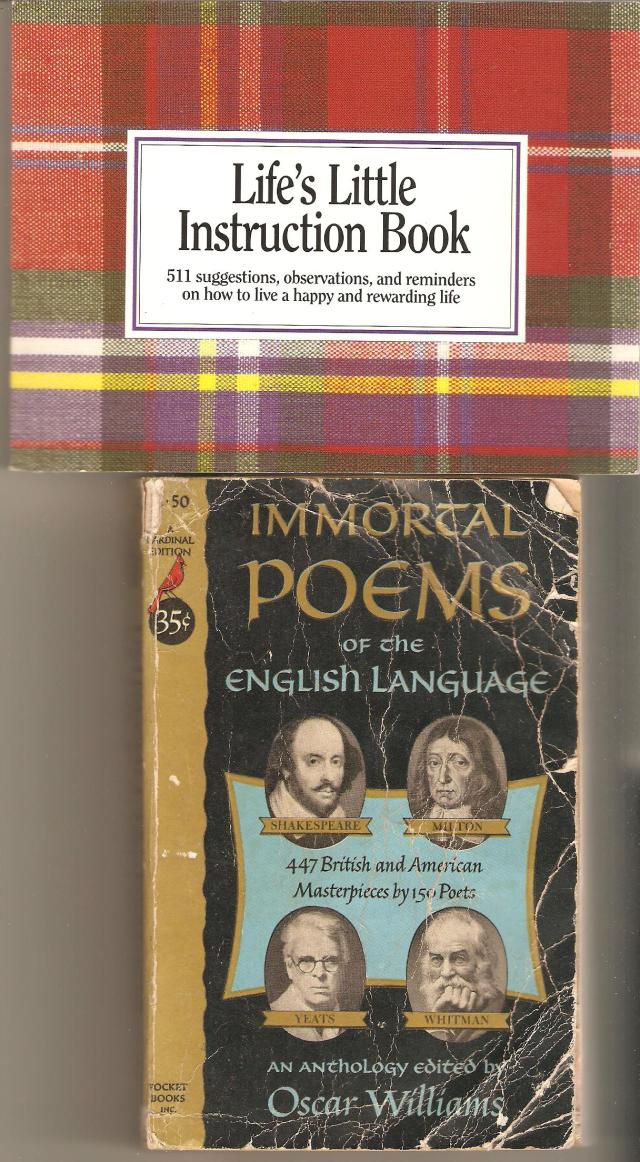 Life's Little
Instruction Book
511 suggestions, observations, and reminders
on how to live a happy and rewarding life
·50
A
CARDINAL
EDITION
35¢
IMMORTAL
POEMS
OF the
ENGLISH LANGUAGE
SHAKESPEARE
MILTON
447 British and American
Masterpieces by 150 Poets
YEATS
WHITMAN
AN ANTHOLOGY EDITED by
Oscar Williams
POCKET
BOOKS
INC.